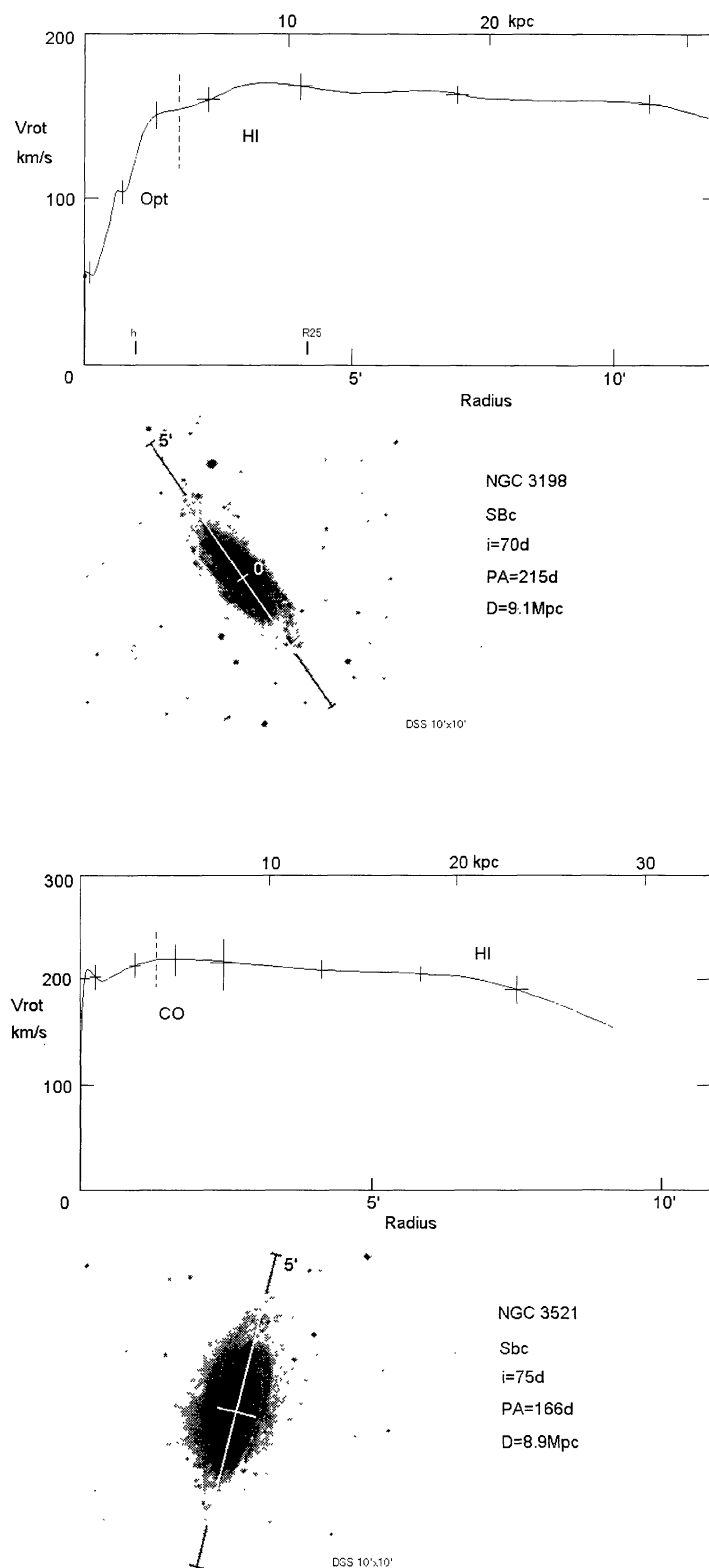 10 20 kpc
200
Vrot
km/s
HI
100
Opt
h R25
0 5' 10'
Radius
5'
0'
NGC 3198
SBc
i=70d
PA=215d
D=9.1Mpc
DSS 10'x10'
10 20 kpc 30
300
HI
200
Vrot
km/s
CO
100
0 5' 10'
Radius
5'
NGC 3521
Sbc
i=75d
PA=166d
D=8.9Mpc
DSS 10'x10'